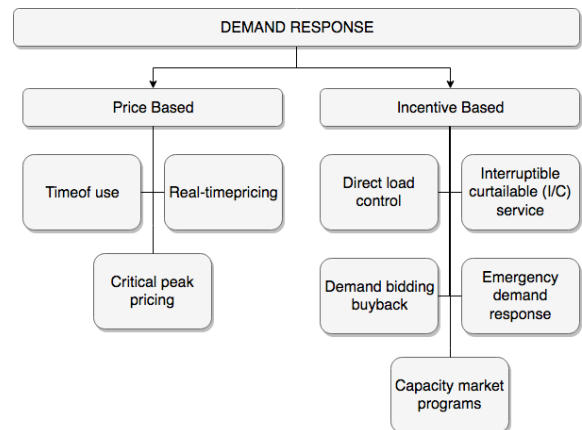 DEMAND RESPONSE
Price Based
Incentive Based
Timeof use
Real-timepricing
Critical peak
pricing
Direct load
control
Interruptible
curtailable (I/C)
service
Demand bidding
buyback
Emergency
demand
response
Capacity market
programs